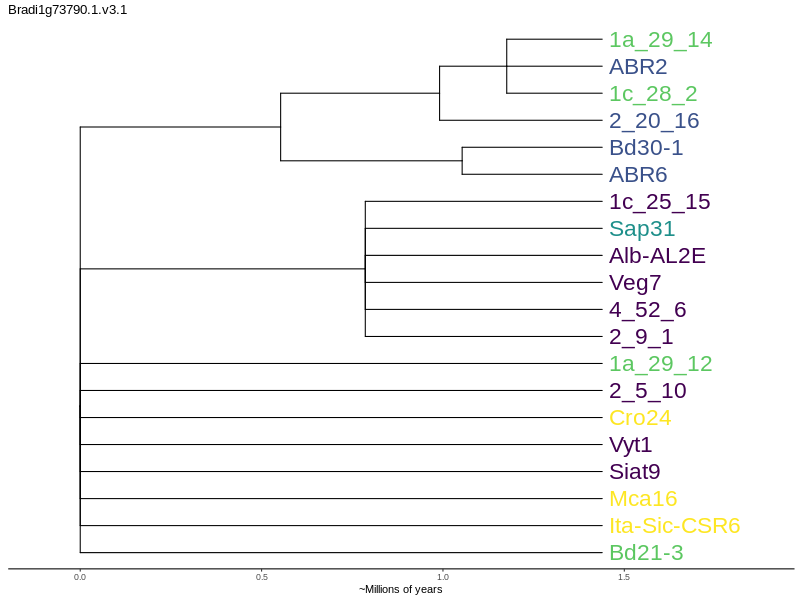 Bradi1g73790.1.v3.1
1a_29_14
ABR2
1c_28_2
2_20_16
Bd30-1
ABR6
1c_25_15
Sap31
Alb-AL2E
Veg7
4_52_6
2_9_1
1a_29_12
2_5_10
Cro24
Vyt1
Siat9
Mca16
Ita-Sic-CSR6
Bd21-3
0.0 0.5 1.0 1.5
~Millions of years